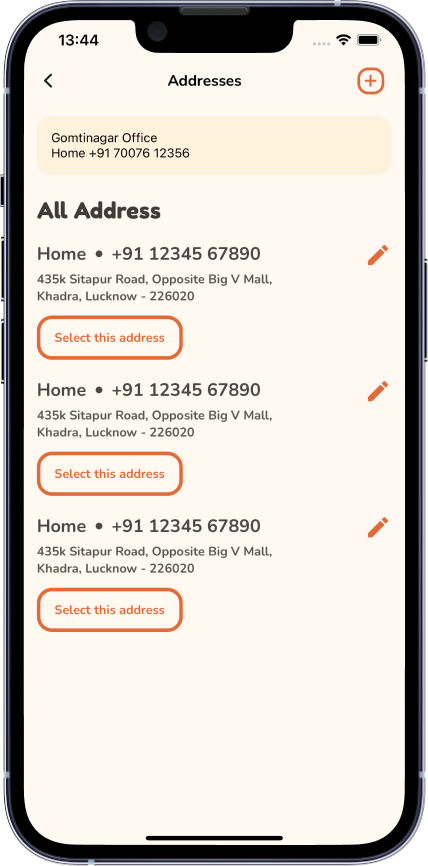 13:44
Addresses
Gomtinagar Office
Home +91 70076 12356
All Address
Home • +91 12345 67890
435k Sitapur Road, Opposite Big V Mall,
Khadra, Lucknow - 226020
Select this address
Home • +91 12345 67890
435k Sitapur Road, Opposite Big V Mall,
Khadra, Lucknow - 226020
Select this address
Home • +91 12345 67890
435k Sitapur Road, Opposite Big V Mall,
Khadra, Lucknow - 226020
Select this address